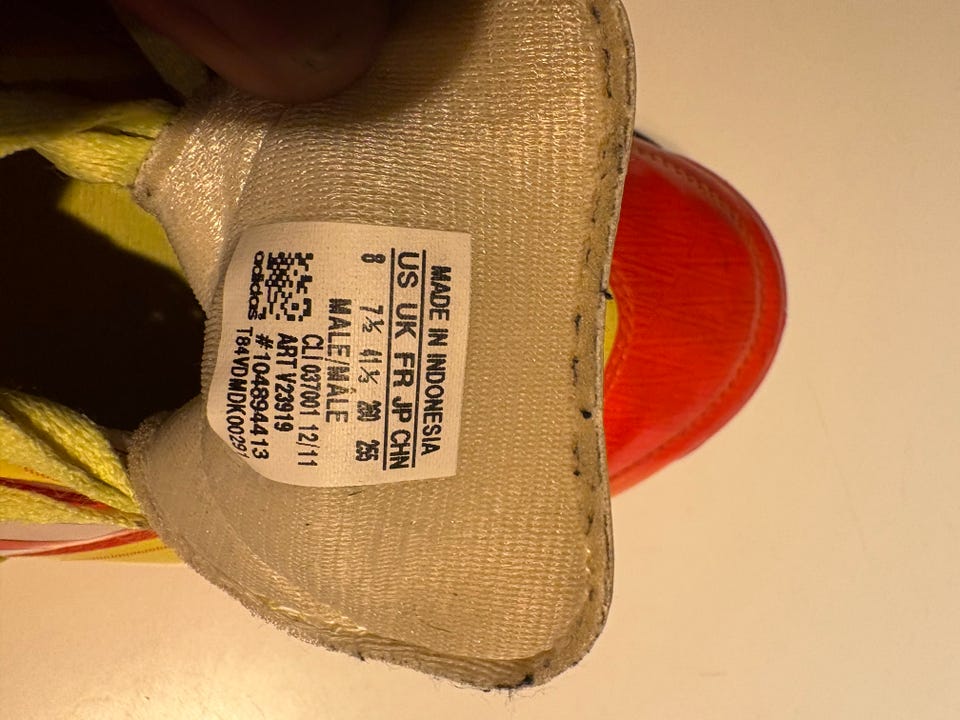 MADE IN INDONESIA
US UK FR JP CHN
8 7½ 41⅓ 260 255
MALE/MÂLE
CLI 037001 12/11
ART V23919
#104894413
adidas